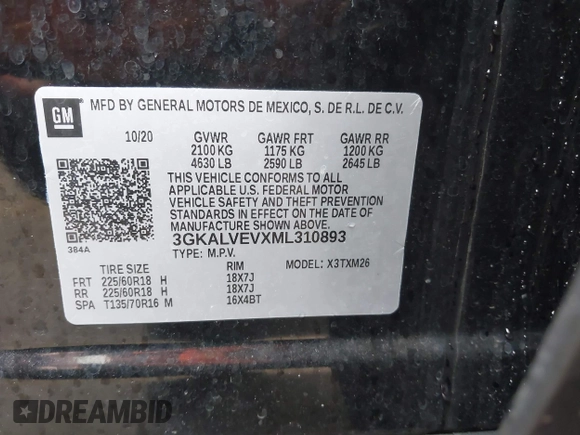 GM
MFD BY GENERAL MOTORS DE MEXICO, S. DE R.L. DE C.V.
10/20 GVWR GAWR FRT GAWR RR
2100 KG 1175 KG 1200 KG
4630 LB 2590 LB 2645 LB
THIS VEHICLE CONFORMS TO ALL
APPLICABLE U.S. FEDERAL MOTOR
VEHICLE SAFETY AND THEFT PREVENTION
STANDARDS IN EFFECT ON THE DATE OF
MANUFACTURE SHOWN ABOVE.
3GKALVEVXML310893
384A
TYPE: M.P.V. MODEL: X3TXM26
TIRE SIZE RIM
FRT 225/60R18 H 18X7J
RR 225/60R18 H 18X7J
SPA T135/70R16 M 16X4BT
DREAMBID